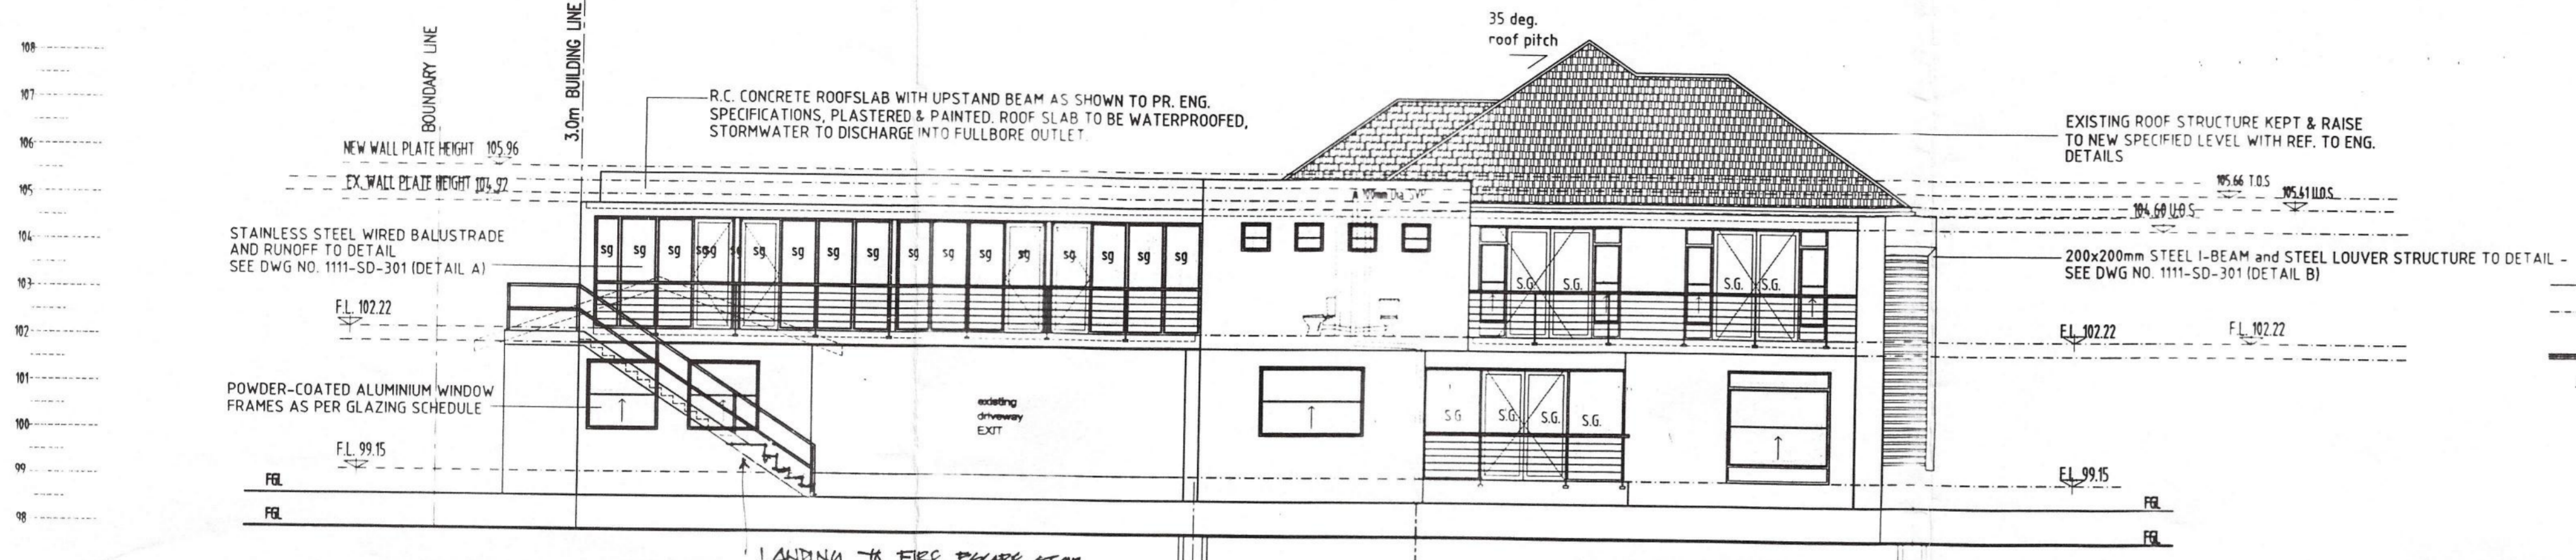 35 deg.
roof pitch
108
107
106
105
104
103
102
101
100
99
98
BOUNDARY LINE
3.0m BUILDING LINE
R.C. CONCRETE ROOFSLAB WITH UPSTAND BEAM AS SHOWN TO PR. ENG.
SPECIFICATIONS, PLASTERED & PAINTED. ROOF SLAB TO BE WATERPROOFED,
STORMWATER TO DISCHARGE INTO FULLBORE OUTLET.
NEW WALL PLATE HEIGHT 105.96
EX. WALL PLATE HEIGHT 104.97
STAINLESS STEEL WIRED BALUSTRADE
AND RUNOFF TO DETAIL
SEE DWG NO. 1111-SD-301 (DETAIL A)
F.L. 102.22
POWDER-COATED ALUMINIUM WINDOW
FRAMES AS PER GLAZING SCHEDULE
F.L. 99.15
FGL
FGL
sg sg sg sg sg sg sg sg sg sg sg sg sg sg sg sg
existing
driveway
EXIT
S.G. S.G. S.G. S.G.
S.G. S.G. S.G. S.G.
EXISTING ROOF STRUCTURE KEPT & RAISE
TO NEW SPECIFIED LEVEL WITH REF. TO ENG.
DETAILS
105.66 T.O.S
105.41 U.O.S
104.60 U.O.S
200x200mm STEEL I-BEAM and STEEL LOUVER STRUCTURE TO DETAIL -
SEE DWG NO. 1111-SD-301 (DETAIL B)
F.L. 102.22
F.L. 102.22
F.L. 99.15
FGL
FGL
LANDING TO FIRE ESCAPE